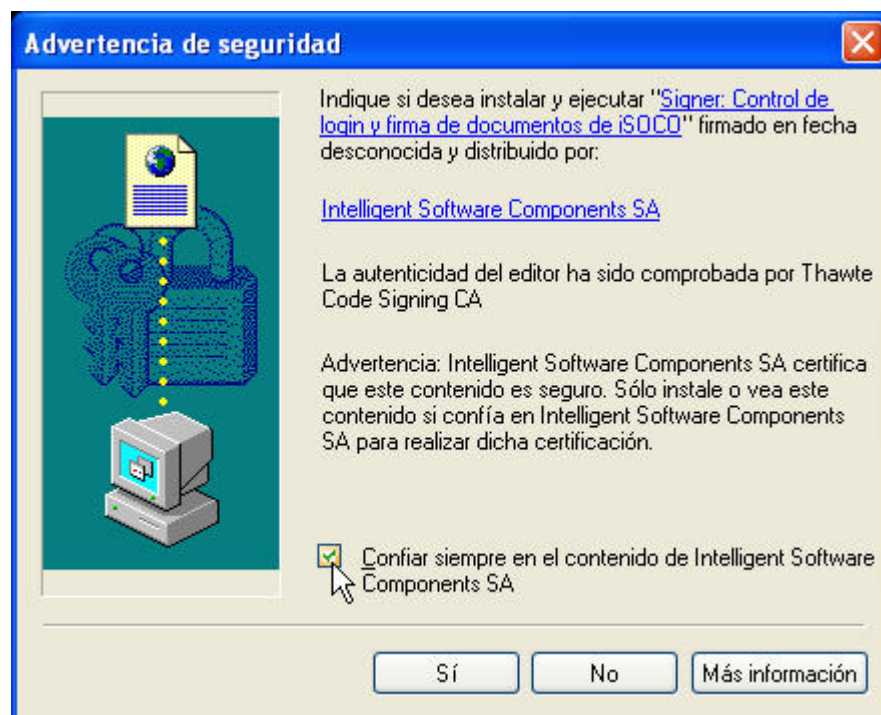 Advertencia de seguridad
Indique si desea instalar y ejecutar "Signer: Control de
login y firma de documentos de iSOCO" firmado en fecha
desconocida y distribuido por:
Intelligent Software Components SA
La autenticidad del editor ha sido comprobada por Thawte
Code Signing CA
Advertencia: Intelligent Software Components SA certifica
que este contenido es seguro. Sólo instale o vea este
contenido si confía en Intelligent Software Components
SA para realizar dicha certificación.
Confiar siempre en el contenido de Intelligent Software
Components SA
Sí
No
Más información